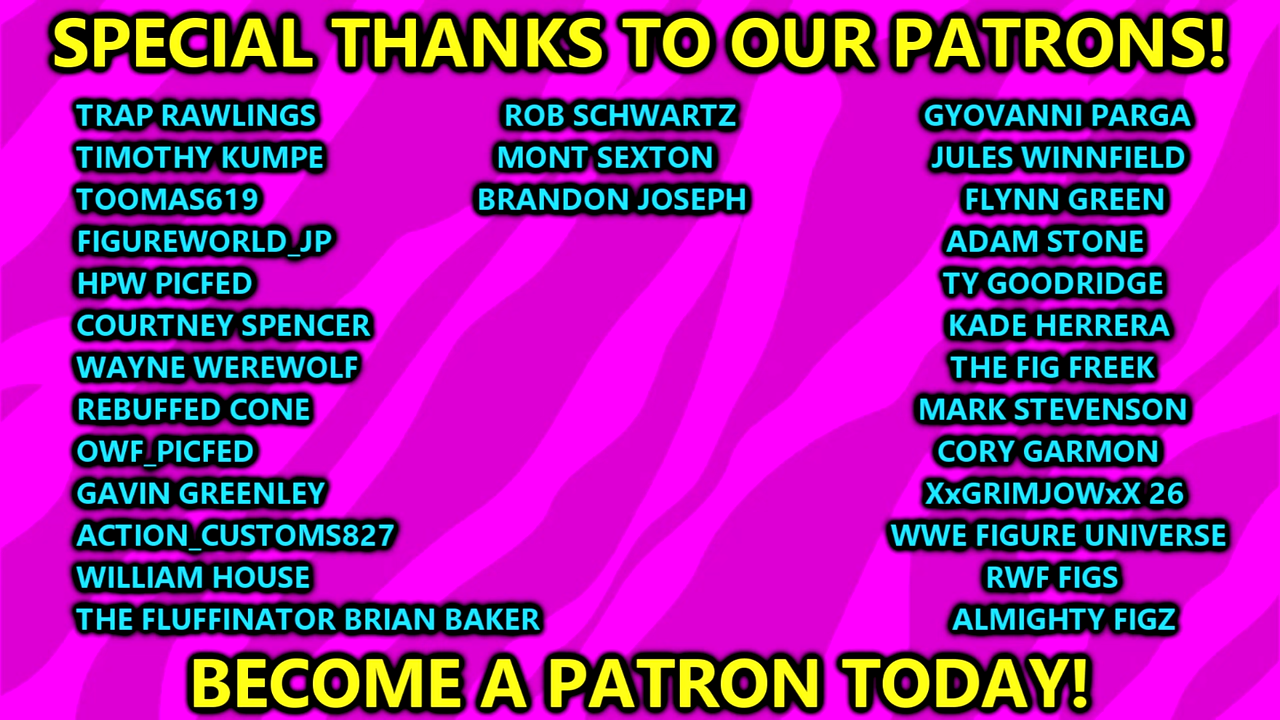 SPECIAL THANKS TO OUR PATRONS!
TRAP RAWLINGS
TIMOTHY KUMPE
TOOMAS619
FIGUREWORLD_JP
HPW PICFED
COURTNEY SPENCER
WAYNE WEREWOLF
REBUFFED CONE
OWF_PICFED
GAVIN GREENLEY
ACTION_CUSTOMS827
WILLIAM HOUSE
THE FLUFFINATOR BRIAN BAKER
ROB SCHWARTZ
MONT SEXTON
BRANDON JOSEPH
GYOVANNI PARGA
JULES WINNFIELD
FLYNN GREEN
ADAM STONE
TY GOODRIDGE
KADE HERRERA
THE FIG FREEK
MARK STEVENSON
CORY GARMON
XxGRIMJOWxX 26
WWE FIGURE UNIVERSE
RWF FIGS
ALMIGHTY FIGZ
BECOME A PATRON TODAY!